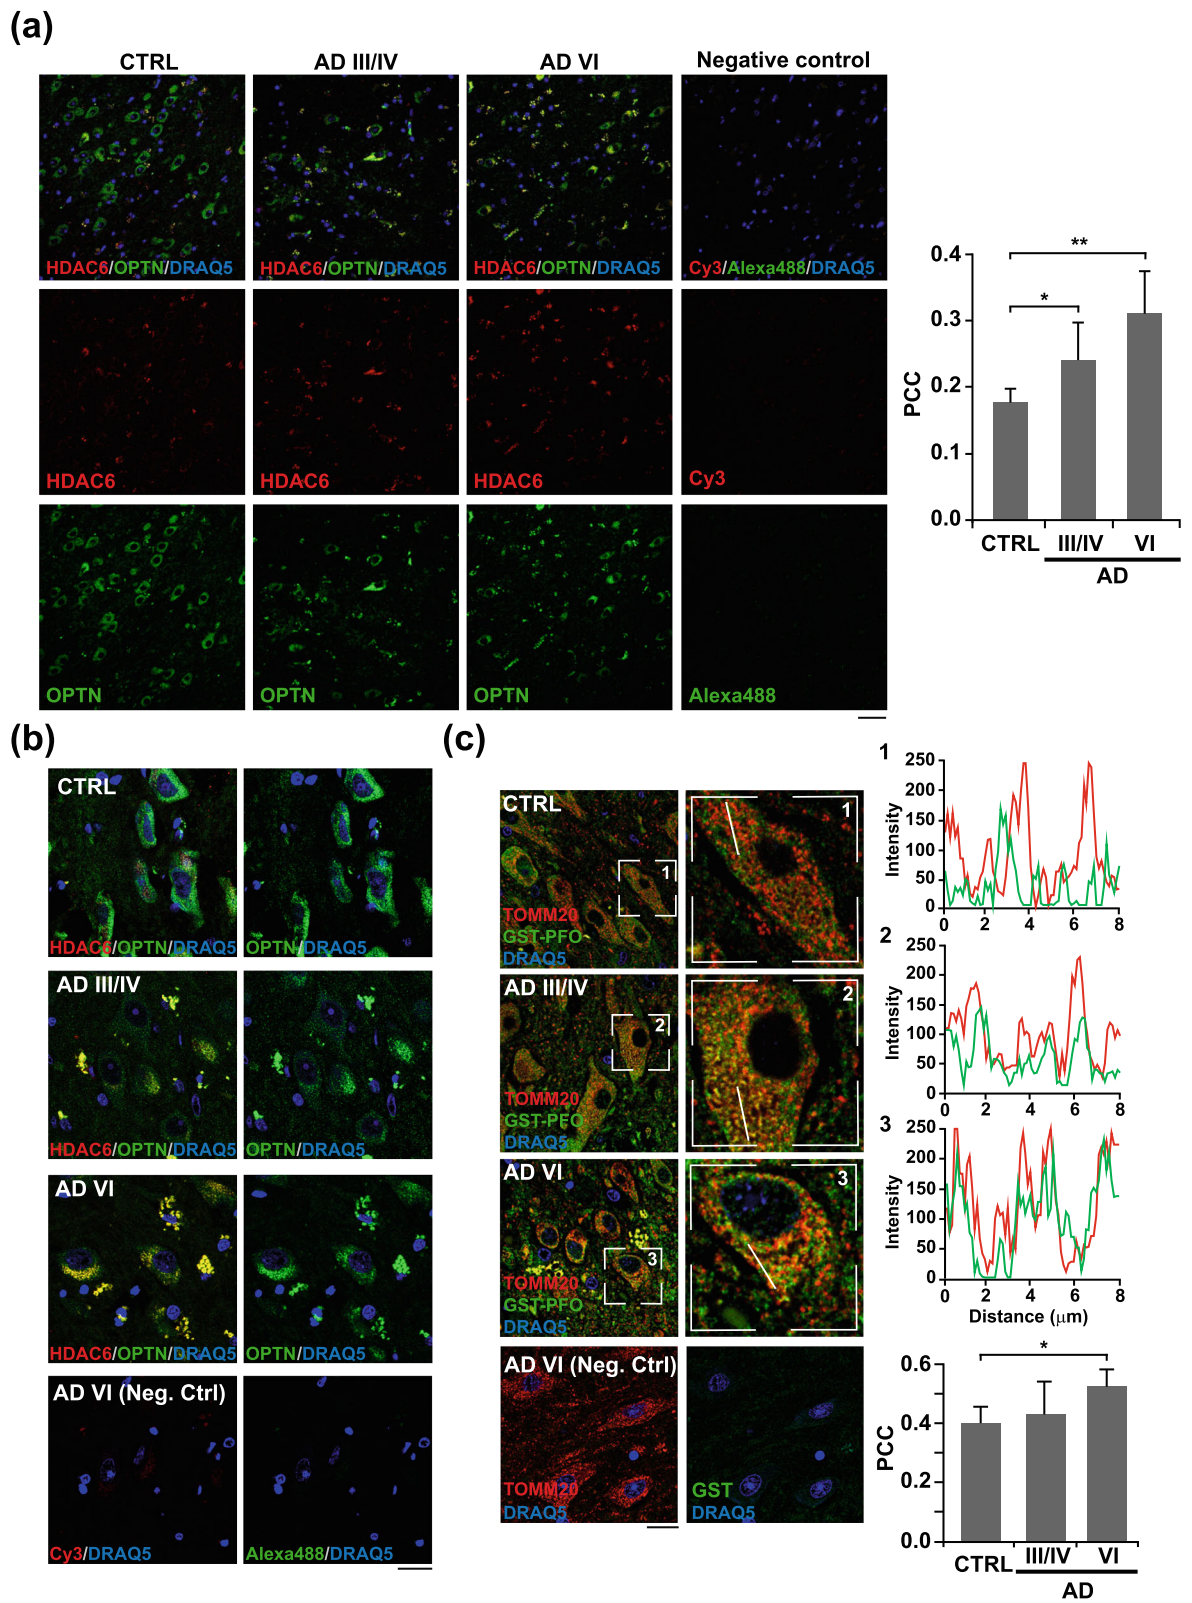 (a)
CTRL
AD III/IV
AD VI
Negative control
HDAC6/OPTN/DRAQ5
HDAC6/OPTN/DRAQ5
HDAC6/OPTN/DRAQ5
Cy3/Alexa488/DRAQ5
HDAC6
HDAC6
HDAC6
Cy3
OPTN
OPTN
OPTN
Alexa488
PCC
0.4
0.3
0.2
0.1
0.0
**
*
CTRL
III/IV
VI
AD
(b)
CTRL
HDAC6/OPTN/DRAQ5
OPTN/DRAQ5
AD III/IV
HDAC6/OPTN/DRAQ5
OPTN/DRAQ5
AD VI
HDAC6/OPTN/DRAQ5
OPTN/DRAQ5
AD VI (Neg. Ctrl)
Cy3/DRAQ5
Alexa488/DRAQ5
(c)
CTRL
1
TOMM20
GST-PFO
DRAQ5
1
AD III/IV
2
TOMM20
GST-PFO
DRAQ5
2
AD VI
3
TOMM20
GST-PFO
DRAQ5
3
AD VI (Neg. Ctrl)
TOMM20
DRAQ5
GST
DRAQ5
1
Intensity
250
200
150
100
50
0
0 2 4 6 8
2
Intensity
250
200
150
100
50
0
0 2 4 6 8
3
Intensity
250
200
150
100
50
0
0 2 4 6 8
Distance (μm)
PCC
0.6
0.4
0.2
0.0
*
CTRL
III/IV
VI
AD